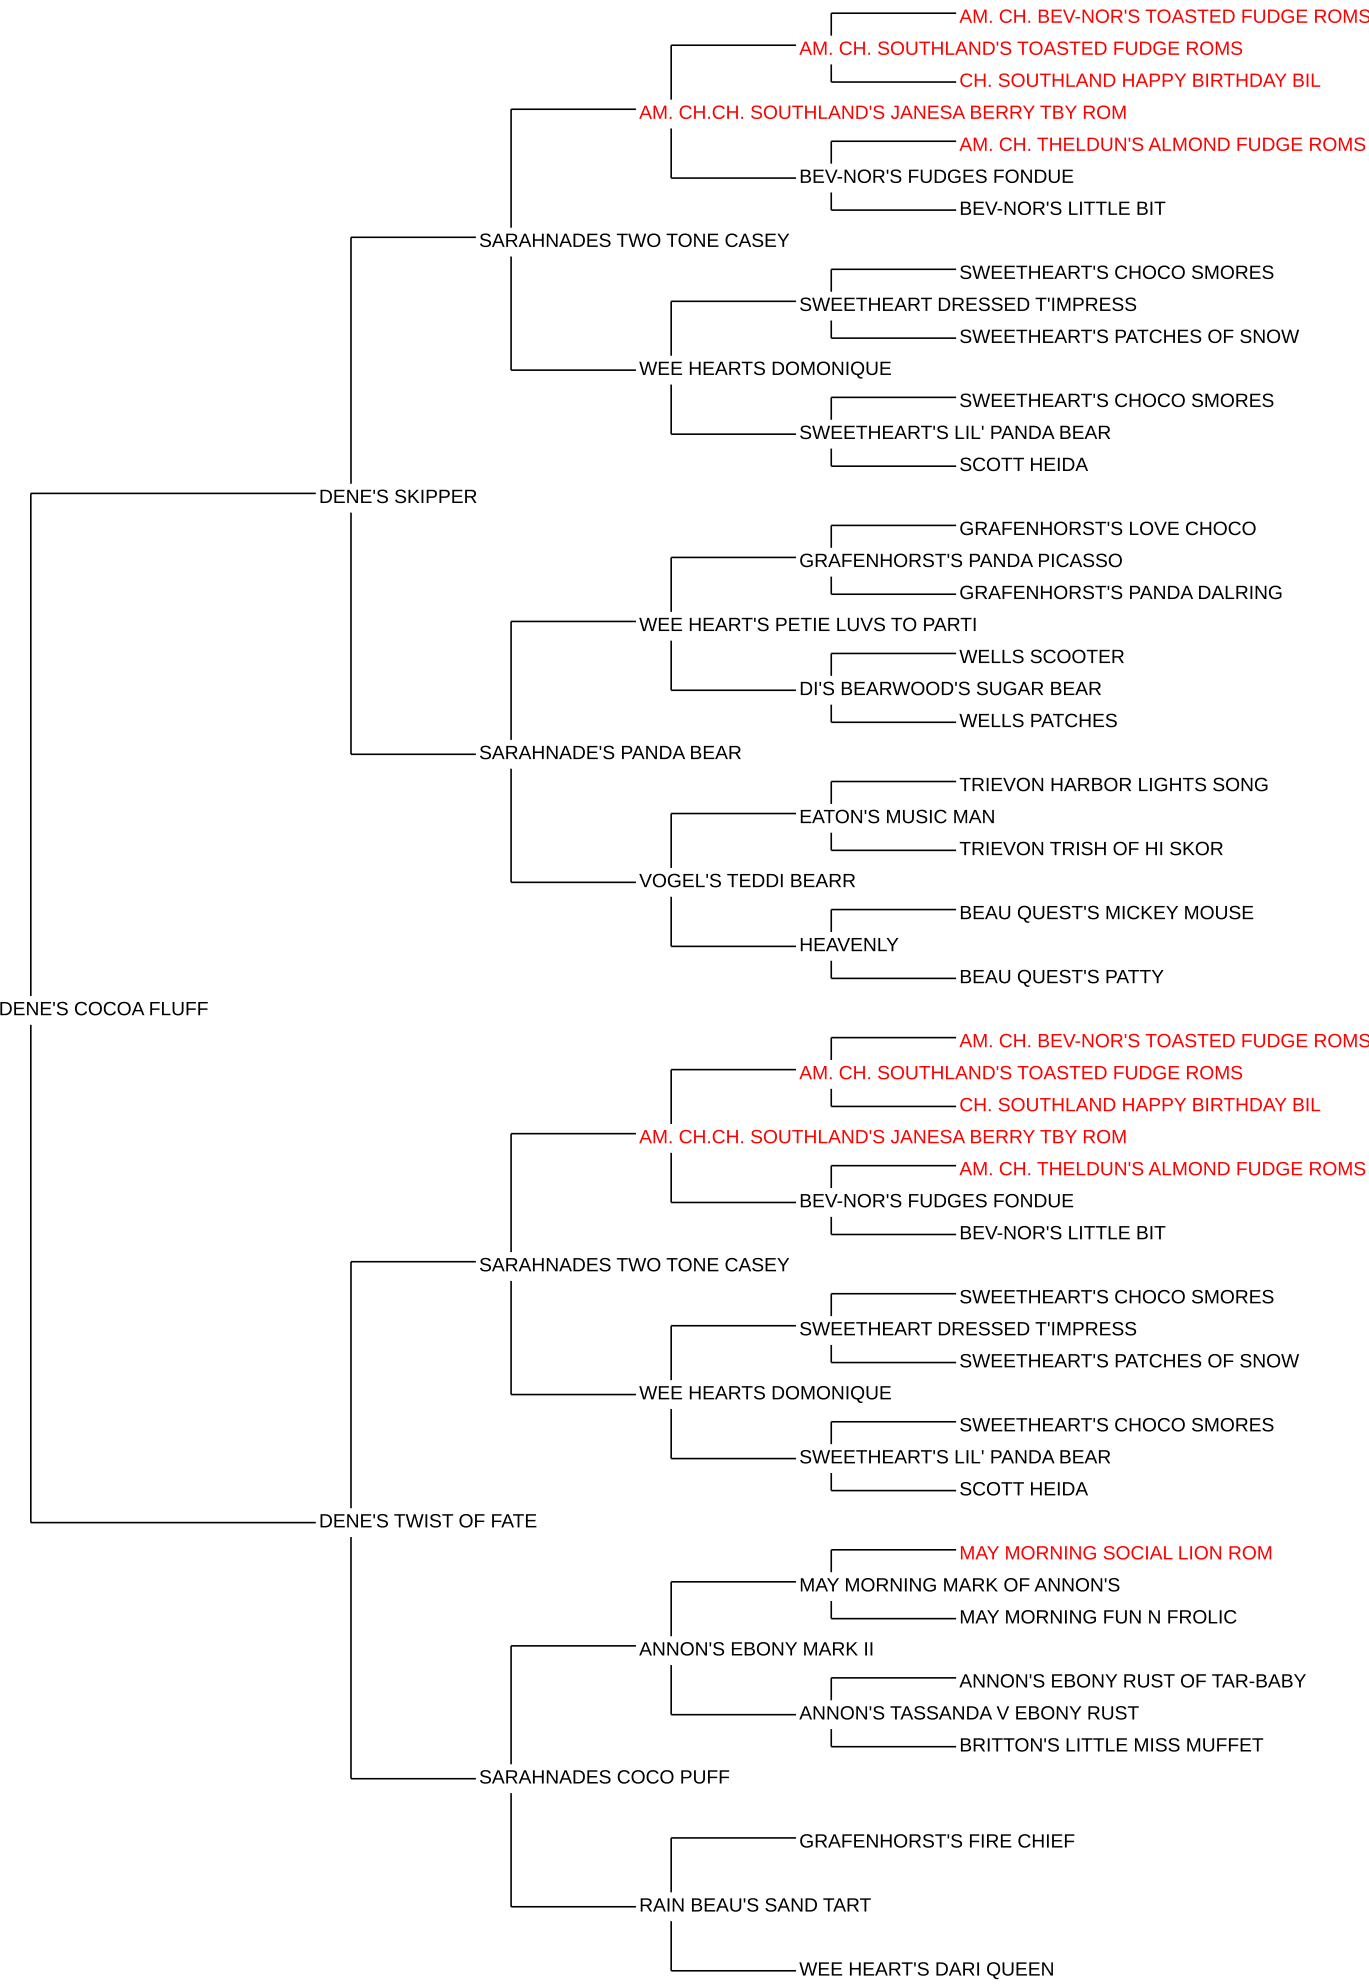 AM. CH. BEV-NOR'S TOASTED FUDGE ROMS
AM. CH. SOUTHLAND'S TOASTED FUDGE ROMS
CH. SOUTHLAND HAPPY BIRTHDAY BIL
AM. CH.CH. SOUTHLAND'S JANESA BERRY TBY ROM
AM. CH. THELDUN'S ALMOND FUDGE ROMS
BEV-NOR'S FUDGES FONDUE
BEV-NOR'S LITTLE BIT
SARAHNADES TWO TONE CASEY
SWEETHEART'S CHOCO SMORES
SWEETHEART DRESSED T'IMPRESS
SWEETHEART'S PATCHES OF SNOW
WEE HEARTS DOMONIQUE
SWEETHEART'S CHOCO SMORES
SWEETHEART'S LIL' PANDA BEAR
SCOTT HEIDA
DENE'S SKIPPER
GRAFENHORST'S LOVE CHOCO
GRAFENHORST'S PANDA PICASSO
GRAFENHORST'S PANDA DALRING
WEE HEART'S PETIE LUVS TO PARTI
WELLS SCOOTER
DI'S BEARWOOD'S SUGAR BEAR
WELLS PATCHES
SARAHNADE'S PANDA BEAR
TRIEVON HARBOR LIGHTS SONG
EATON'S MUSIC MAN
TRIEVON TRISH OF HI SKOR
VOGEL'S TEDDI BEARR
BEAU QUEST'S MICKEY MOUSE
HEAVENLY
BEAU QUEST'S PATTY
DENE'S COCOA FLUFF
AM. CH. BEV-NOR'S TOASTED FUDGE ROMS
AM. CH. SOUTHLAND'S TOASTED FUDGE ROMS
CH. SOUTHLAND HAPPY BIRTHDAY BIL
AM. CH.CH. SOUTHLAND'S JANESA BERRY TBY ROM
AM. CH. THELDUN'S ALMOND FUDGE ROMS
BEV-NOR'S FUDGES FONDUE
BEV-NOR'S LITTLE BIT
SARAHNADES TWO TONE CASEY
SWEETHEART'S CHOCO SMORES
SWEETHEART DRESSED T'IMPRESS
SWEETHEART'S PATCHES OF SNOW
WEE HEARTS DOMONIQUE
SWEETHEART'S CHOCO SMORES
SWEETHEART'S LIL' PANDA BEAR
SCOTT HEIDA
DENE'S TWIST OF FATE
MAY MORNING SOCIAL LION ROM
MAY MORNING MARK OF ANNON'S
MAY MORNING FUN N FROLIC
ANNON'S EBONY MARK II
ANNON'S EBONY RUST OF TAR-BABY
ANNON'S TASSANDA V EBONY RUST
BRITTON'S LITTLE MISS MUFFET
SARAHNADES COCO PUFF
GRAFENHORST'S FIRE CHIEF
RAIN BEAU'S SAND TART
WEE HEART'S DARI QUEEN